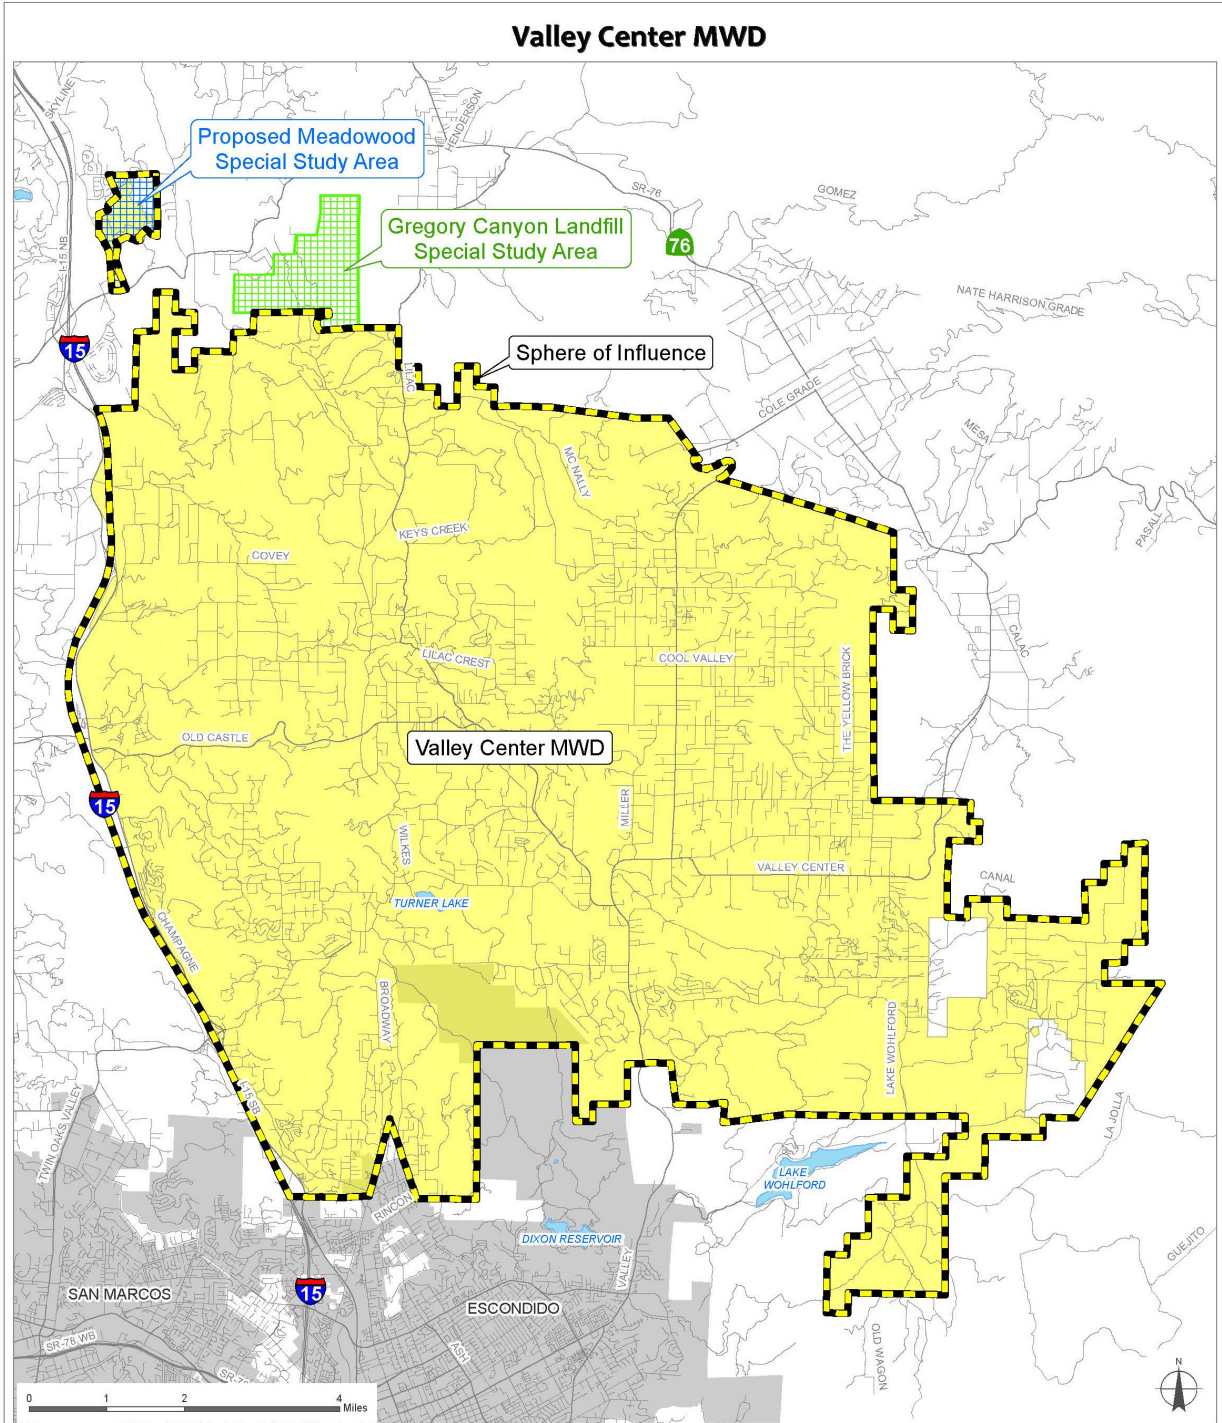 Valley Center MWD
SKYLINE
HENDERSON
Proposed Meadowood
Special Study Area
SR-76
GOMEZ
Gregory Canyon Landfill
Special Study Area
76
I-15 NB
NATE HARRISON GRADE
15
Sphere of Influence
LILAC
COLE GRADE
MESA
MC NALLY
PASALL
KEYS CREEK
COVEY
CALAC
LILAC CREST
COOL VALLEY
THE YELLOW BRICK
OLD CASTLE
Valley Center MWD
15
MILLER
WILKES
VALLEY CENTER
CANAL
TURNER LAKE
CHAMPAGNE
BROADWAY
LAKE WOHLFORD
I-15 SB
TWIN OAKS VALLEY
LA JOLLA
LAKE
WOHLFORD
RINCON
DIXON RESERVOIR
VALLEY
GUEJITO
SAN MARCOS
15
ESCONDIDO
SR-78 WB
ASH
OLD WAGON
SR-78
N
0 1 2 4
Miles